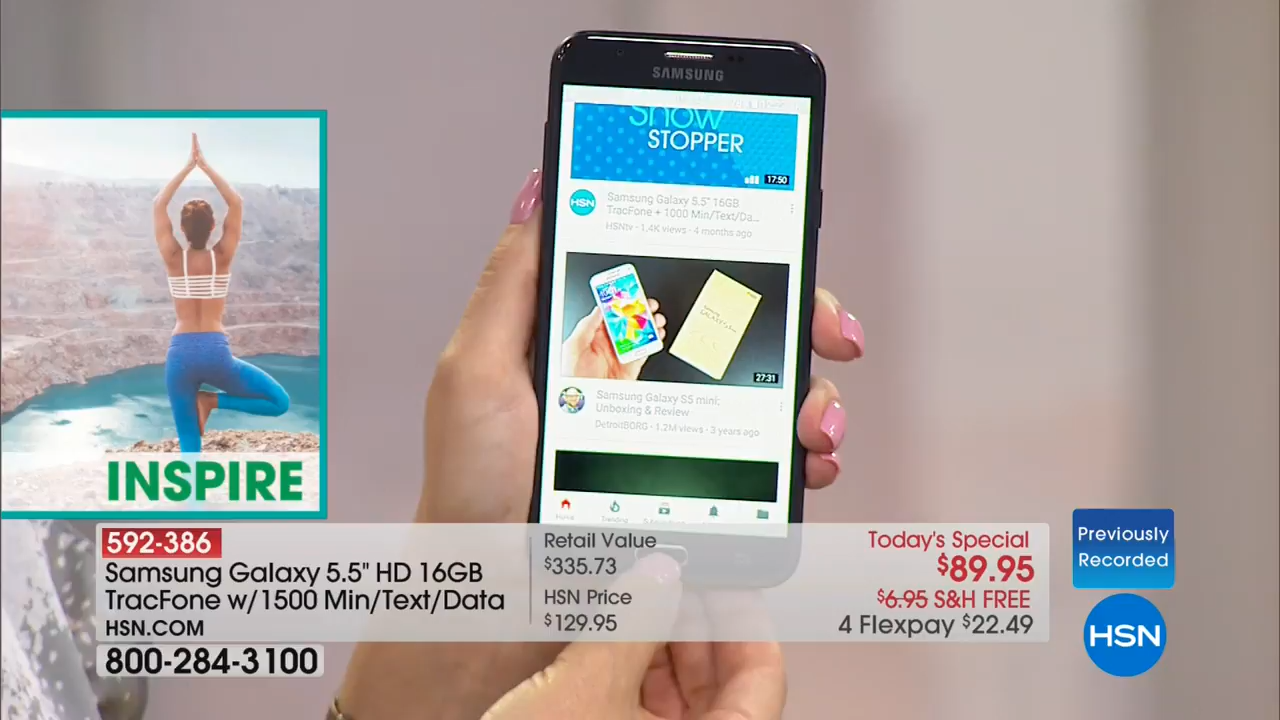 SAMSUNG
Show
STOPPER
17:50
HSN
Samsung Galaxy 5.5" 16GB
TracFone + 1000 Min/Text/Da...
HSNtv · 1.4K views · 4 months ago
27:31
Samsung Galaxy S5 mini:
Unboxing & Review
DetroitBORG · 1.2M views · 3 years ago
Home
Trending
INSPIRE
592-386
Samsung Galaxy 5.5" HD 16GB
TracFone w/1500 Min/Text/Data
HSN.COM
800-284-3100
Retail Value
$335.73
HSN Price
$129.95
Today's Special
$89.95
$6.95 S&H FREE
4 Flexpay $22.49
Previously
Recorded
HSN